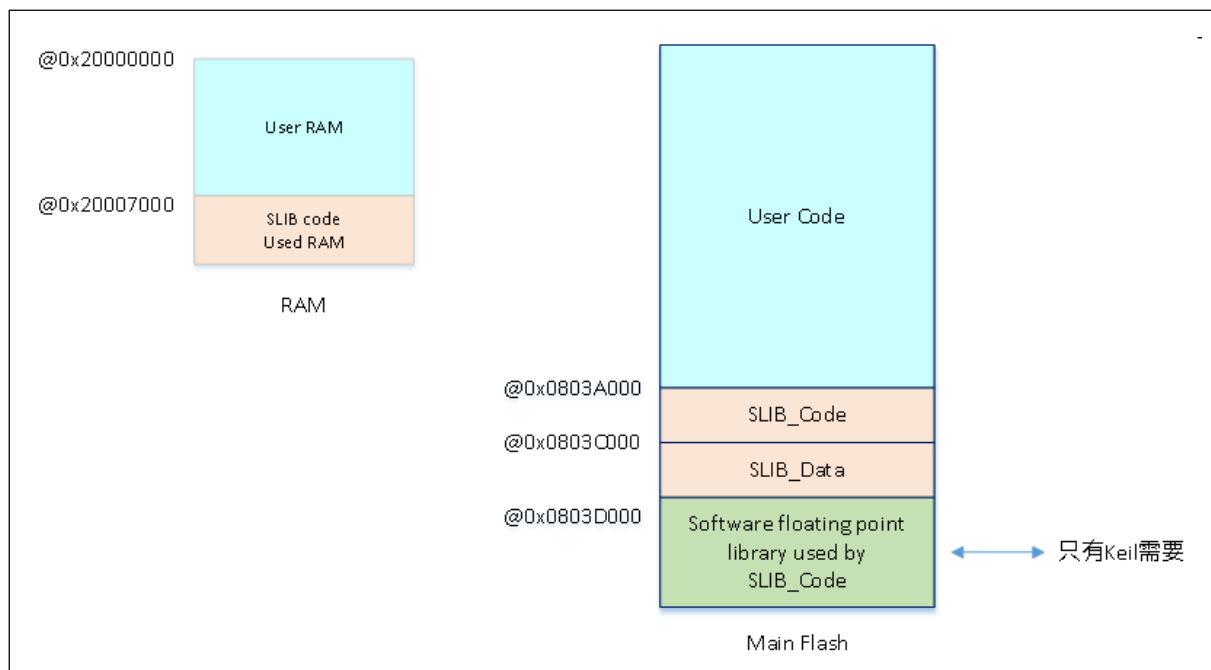 @0x20000000
User RAM
@0x20007000
SLIB code
Used RAM
RAM
User Code
@0x0803A000
SLIB_Code
@0x0803C000
SLIB_Data
@0x0803D000
Software floating point
library used by
SLIB_Code
只有Keil需要
Main Flash